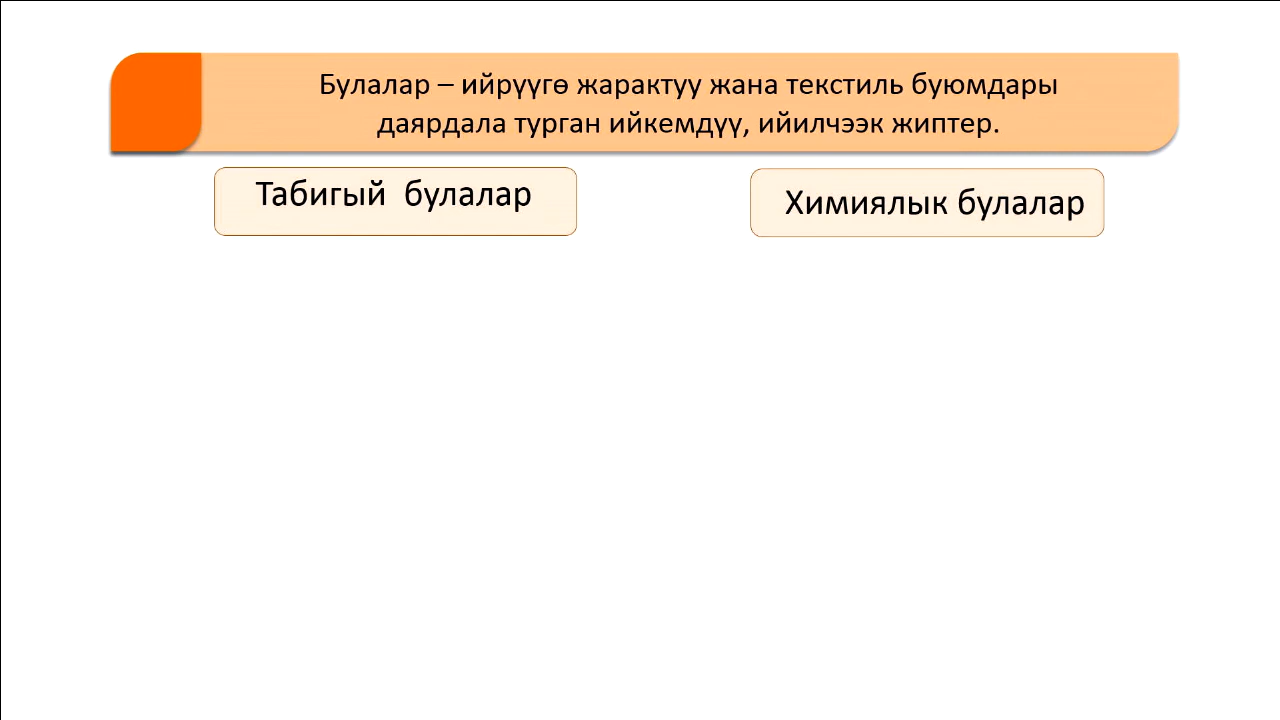 Булалар – ийрүүгө жарактуу жана текстиль буюмдары
даярдала турган ийкемдүү, ийилчээк жиптер.
Табигый  булалар
Химиялык булалар